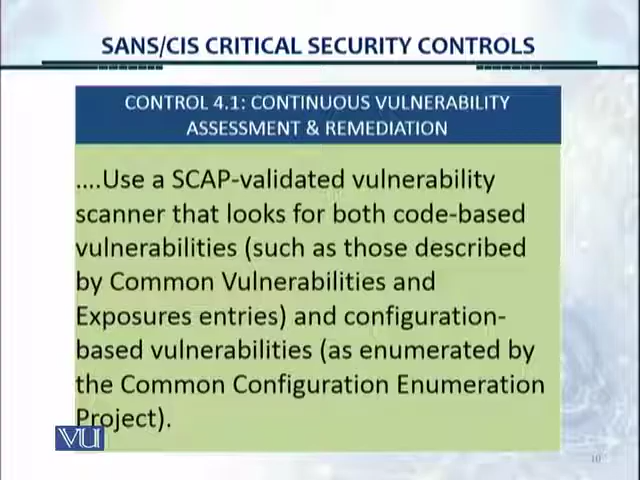 SANS/CIS CRITICAL SECURITY CONTROLS
CONTROL 4.1: CONTINUOUS VULNERABILITY
ASSESSMENT & REMEDIATION
....Use a SCAP-validated vulnerability
scanner that looks for both code-based
vulnerabilities (such as those described
by Common Vulnerabilities and
Exposures entries) and configuration-
based vulnerabilities (as enumerated by
the Common Configuration Enumeration
Project).
VU
10